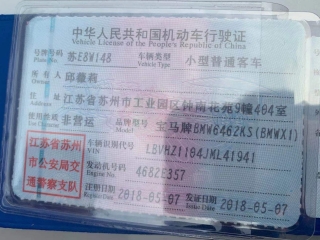 中华人民共和国机动车行驶证
Vehicle License of the People's Republic of China
号牌号码 苏E8W148 车辆类型 小型普通客车
Plate No. Vehicle Type
所有人 邱薇莉
Owner
住址 江苏省苏州市工业园区钟南花苑9幢404室
使用性质 非营运 品牌型号 宝马牌BMW6462KS(BMWX1)
Use Character Model
江苏省苏州市公安局交通警察支队
车辆识别代号 LBVHZ1104JML41941
VIN
发动机号码 4682E357
Engine No.
注册日期 2018-05-07 发证日期 2018-05-07
Register Date Issue Date